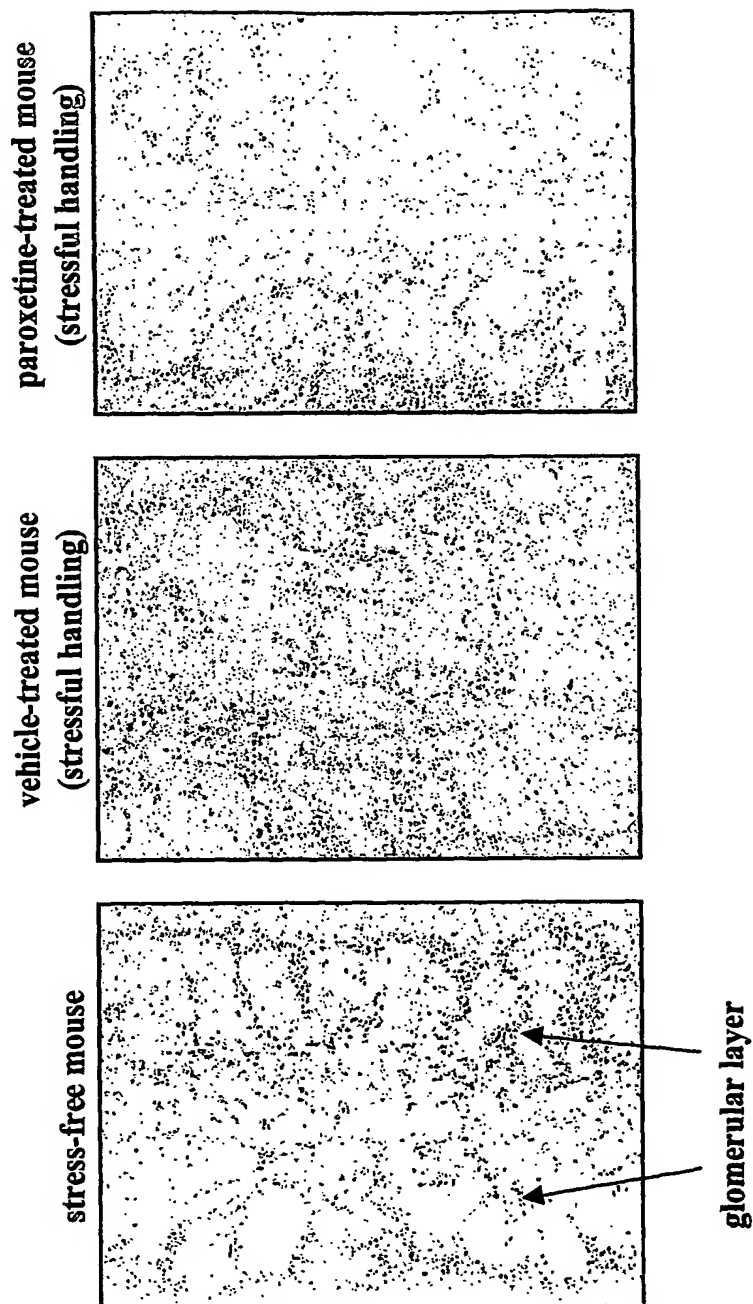 stress-free mouse
vehicle-treated mouse
(stressful handling)
paroxetine-treated mouse
(stressful handling)
glomerular layer